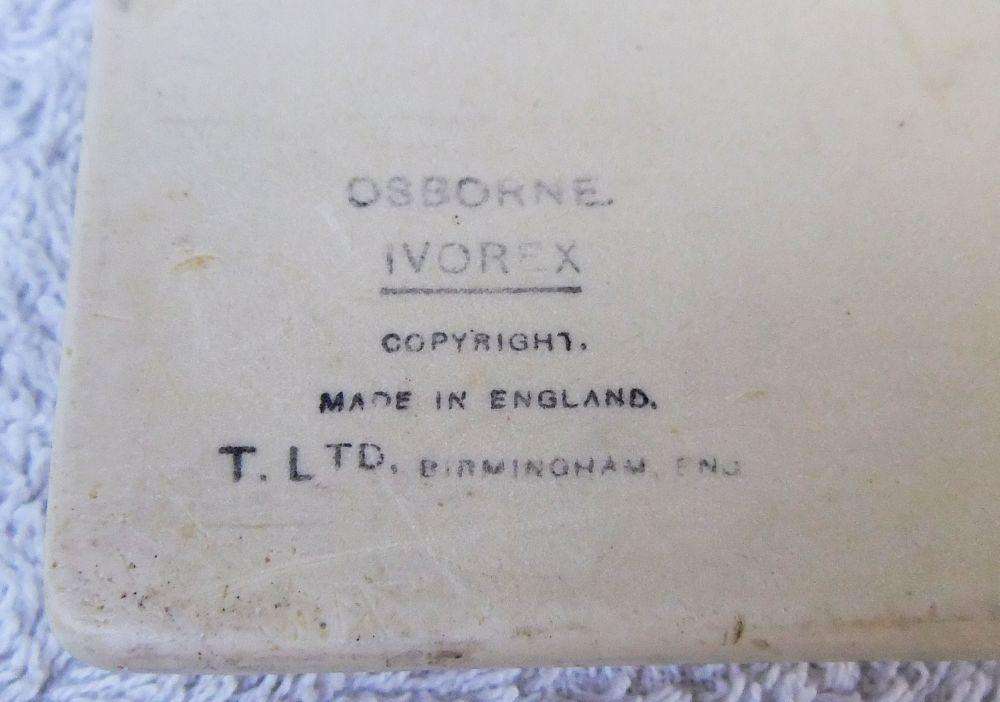 OSBORNE.
IVOREX
COPYRIGHT.
MADE IN ENGLAND.
T. LTD. BIRMINGHAM, ENG